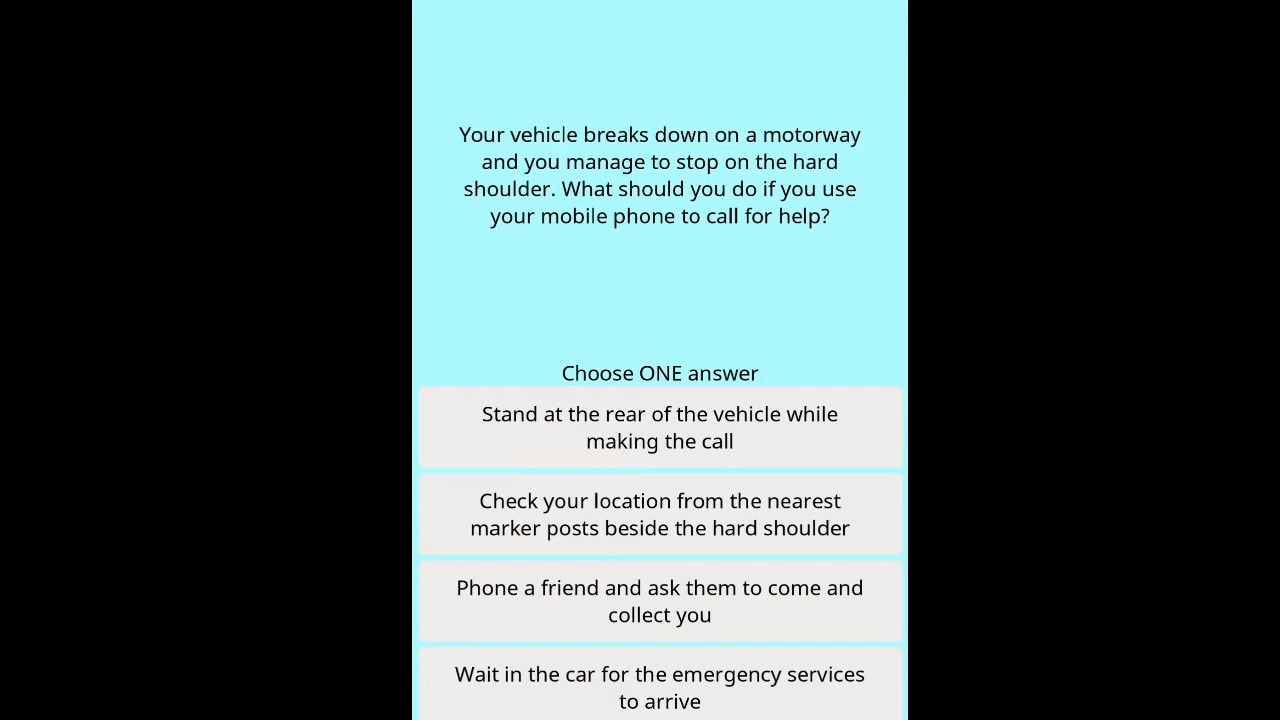 Your vehicle breaks down on a motorway
and you manage to stop on the hard
shoulder. What should you do if you use
your mobile phone to call for help?
Choose ONE answer
Stand at the rear of the vehicle while
making the call
Check your location from the nearest
marker posts beside the hard shoulder
Phone a friend and ask them to come and
collect you
Wait in the car for the emergency services
to arrive